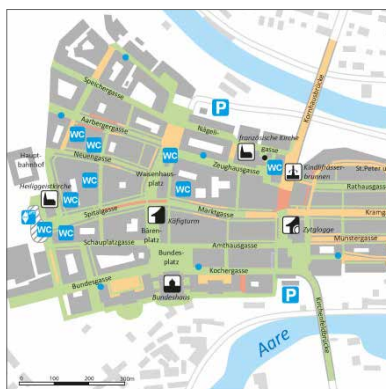 Speichergasse
Aarbergergasse
P
Nägeli-
gasse
französische Kirche
Kornhausbrücke
WC
WC
Neuengasse
Haupt-
bahnhof
Heiliggeistkirche
WC
Waisenhaus-
platz
Zeughausgasse
WC
Kindlifresser-
brunnen
St.Peter u
Rathausgasse
WC
WC
Spitalgasse
Käfigturm
Marktgasse
Kramg
Bären-
platz
Zytglogge
WC
WC
Schauplatzgasse
Amthausgasse
Münstergasse
Bundes-
platz
Kochergasse
Bundesgasse
Bundeshaus
P
Kirchenfeldbrücke
Aare
0 100 200 300m